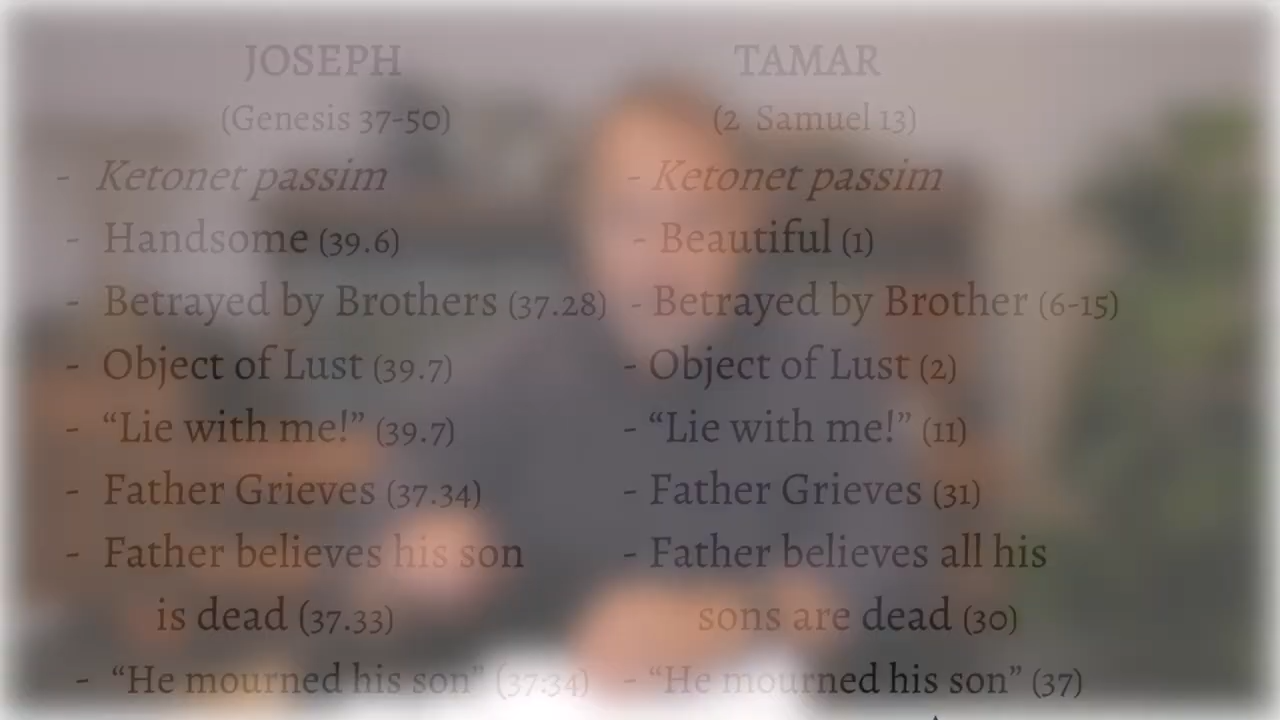 JOSEPH
(Genesis 37-50)
- Ketonet passim
- Handsome (39.6)
- Betrayed by Brothers (37.28)
- Object of Lust (39.7)
- “Lie with me!” (39.7)
- Father Grieves (37.34)
- Father believes his son
is dead (37.33)
- “He mourned his son” (37:34)
TAMAR
(2 Samuel 13)
- Ketonet passim
- Beautiful (1)
- Betrayed by Brother (6-15)
- Object of Lust (2)
- “Lie with me!” (11)
- Father Grieves (31)
- Father believes all his
sons are dead (30)
- “He mourned his son” (37)